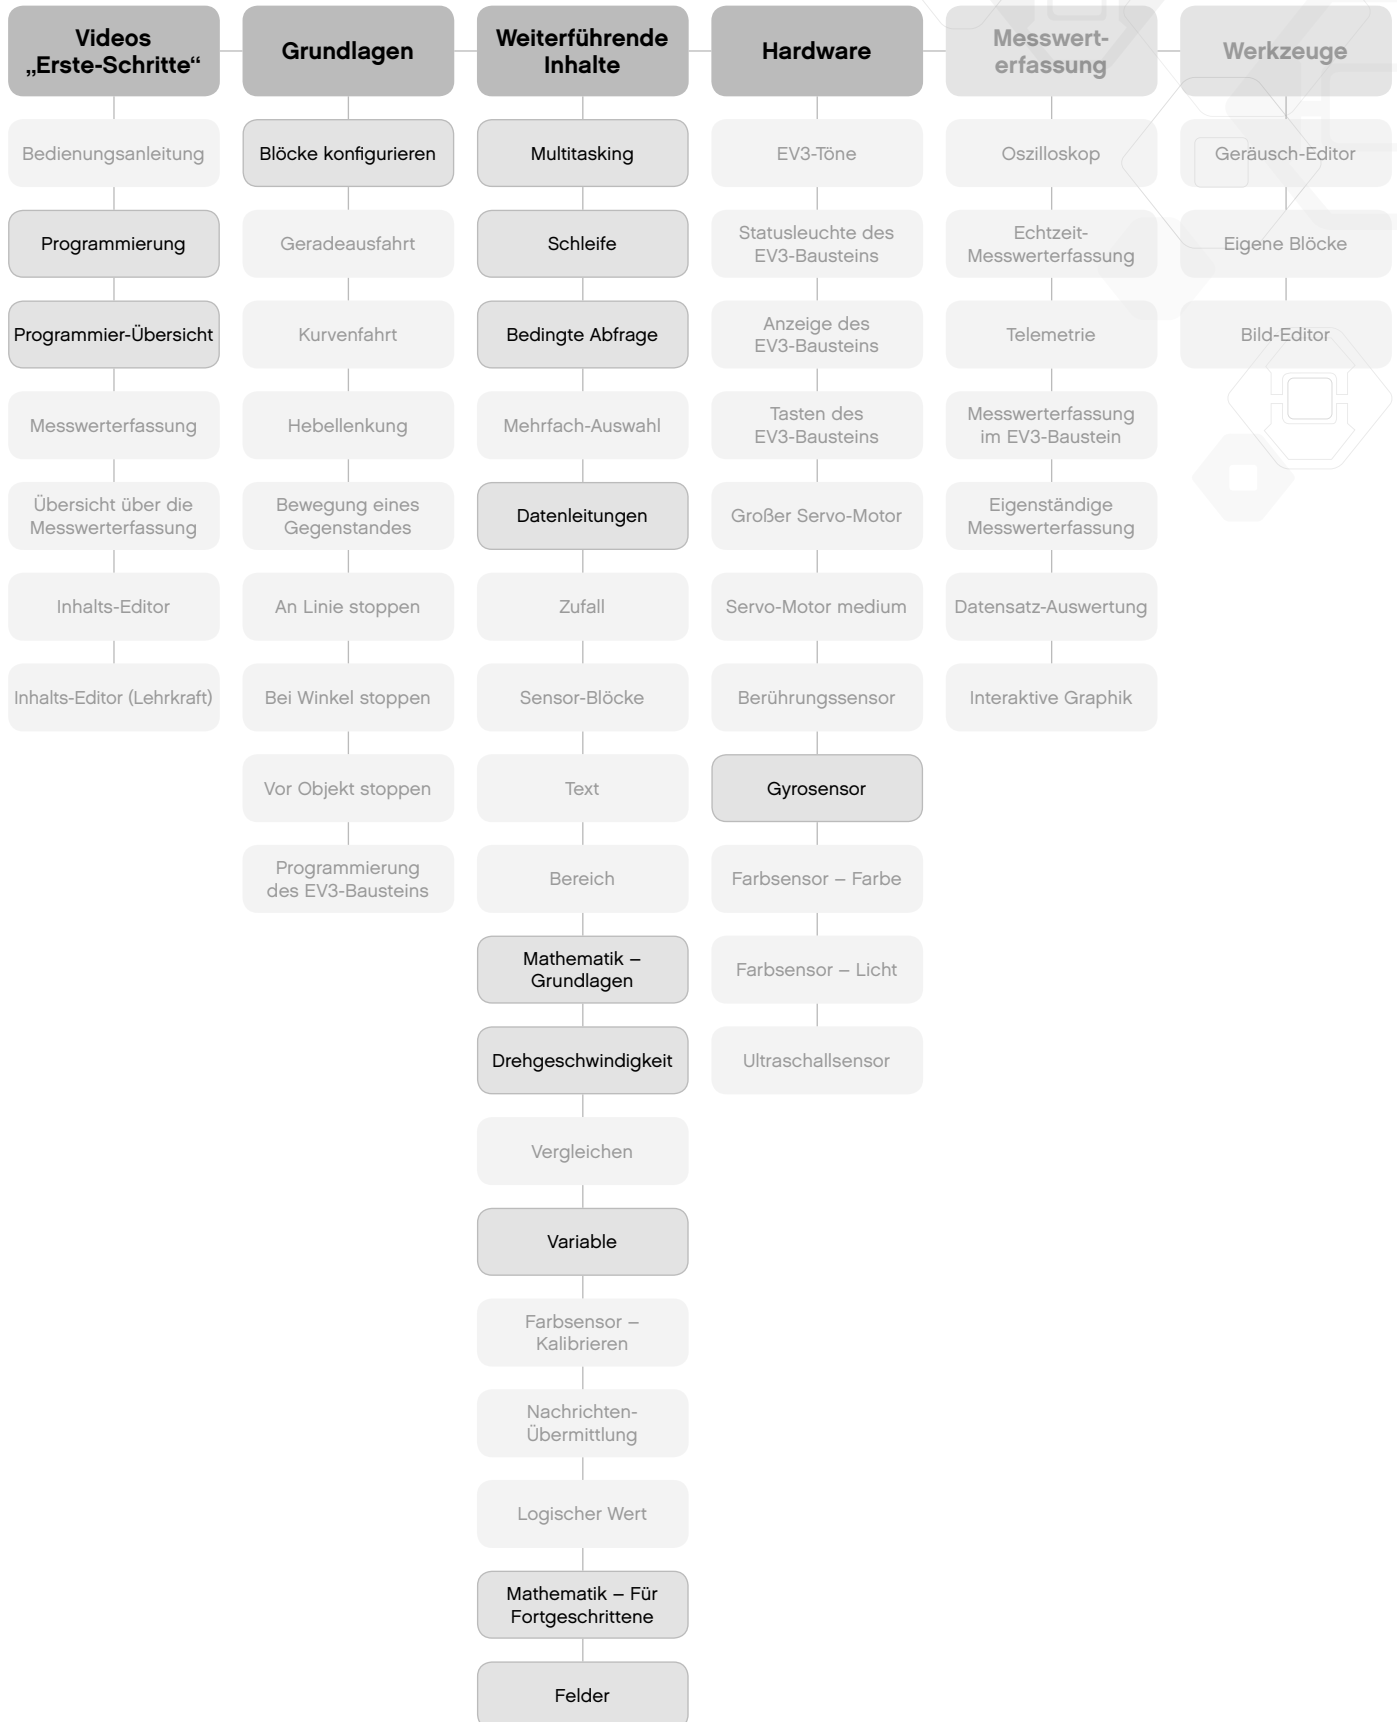 Videos
„Erste-Schritte“
Bedienungsanleitung
Programmierung
Programmier-Übersicht
Messwerterfassung
Übersicht über die
Messwerterfassung
Inhalts-Editor
Inhalts-Editor (Lehrkraft)
Grundlagen
Blöcke konfigurieren
Geradeausfahrt
Kurvenfahrt
Hebellenkung
Bewegung eines
Gegenstandes
An Linie stoppen
Bei Winkel stoppen
Vor Objekt stoppen
Programmierung
des EV3-Bausteins
Weiterführende
Inhalte
Multitasking
Schleife
Bedingte Abfrage
Mehrfach-Auswahl
Datenleitungen
Zufall
Sensor-Blöcke
Text
Bereich
Mathematik –
Grundlagen
Drehgeschwindigkeit
Vergleichen
Variable
Farbsensor –
Kalibrieren
Nachrichten-
Übermittlung
Logischer Wert
Mathematik – Für
Fortgeschrittene
Felder
Hardware
EV3-Töne
Statusleuchte des
EV3-Bausteins
Anzeige des
EV3-Bausteins
Tasten des
EV3-Bausteins
Großer Servo-Motor
Servo-Motor medium
Berührungssensor
Gyrosensor
Farbsensor – Farbe
Farbsensor – Licht
Ultraschallsensor
Messwert-
erfassung
Oszilloskop
Echtzeit-
Messwerterfassung
Telemetrie
Messwerterfassung
im EV3-Baustein
Eigenständige
Messwerterfassung
Datensatz-Auswertung
Interaktive Graphik
Werkzeuge
Geräusch-Editor
Eigene Blöcke
Bild-Editor